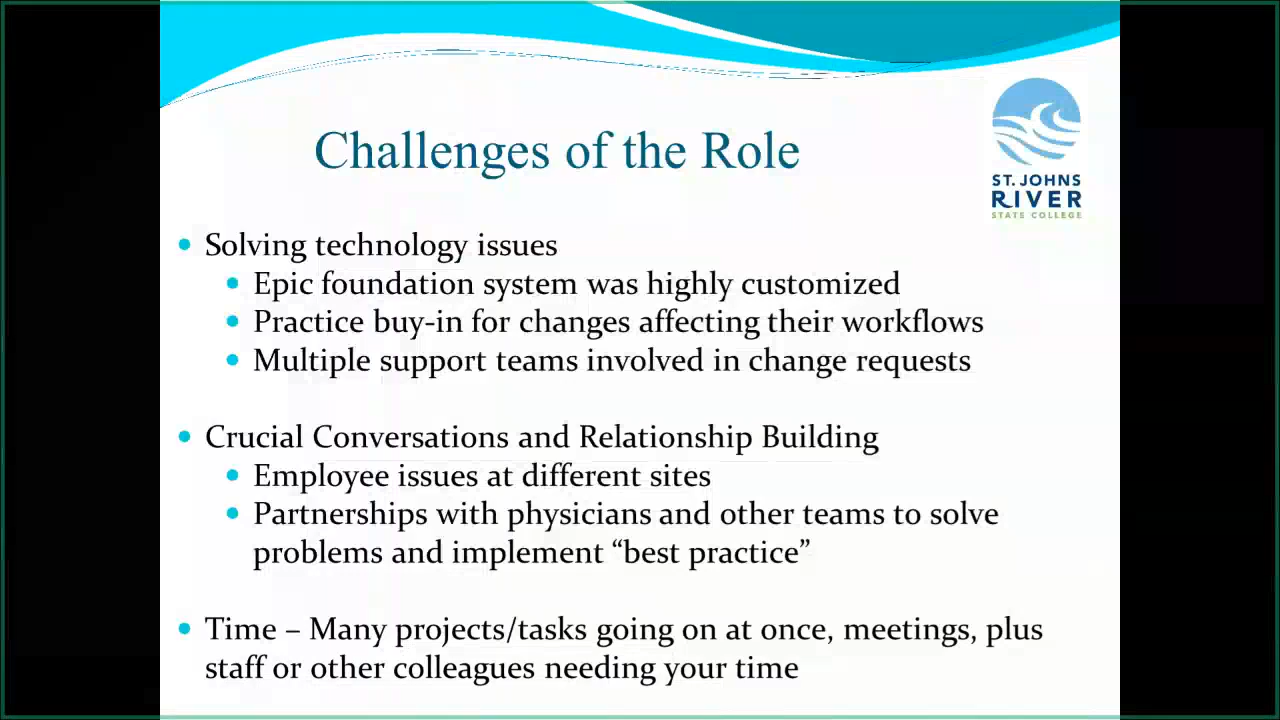 Challenges of the Role
ST. JOHNS
RIVER
STATE COLLEGE
• Solving technology issues
• Epic foundation system was highly customized
• Practice buy-in for changes affecting their workflows
• Multiple support teams involved in change requests
• Crucial Conversations and Relationship Building
• Employee issues at different sites
• Partnerships with physicians and other teams to solve
problems and implement “best practice”
• Time – Many projects/tasks going on at once, meetings, plus
staff or other colleagues needing your time